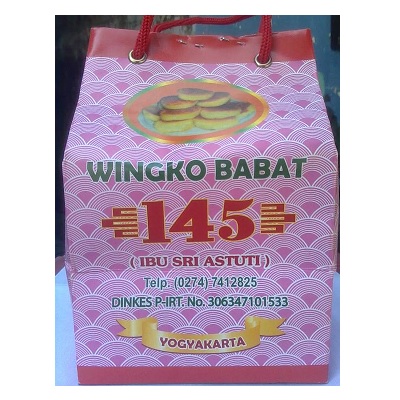 WINGKO BABAT
145
( IBU SRI ASTUTI )
Telp. (0274) 7412825
DINKES P-IRT. No. 306347101533
YOGYAKARTA